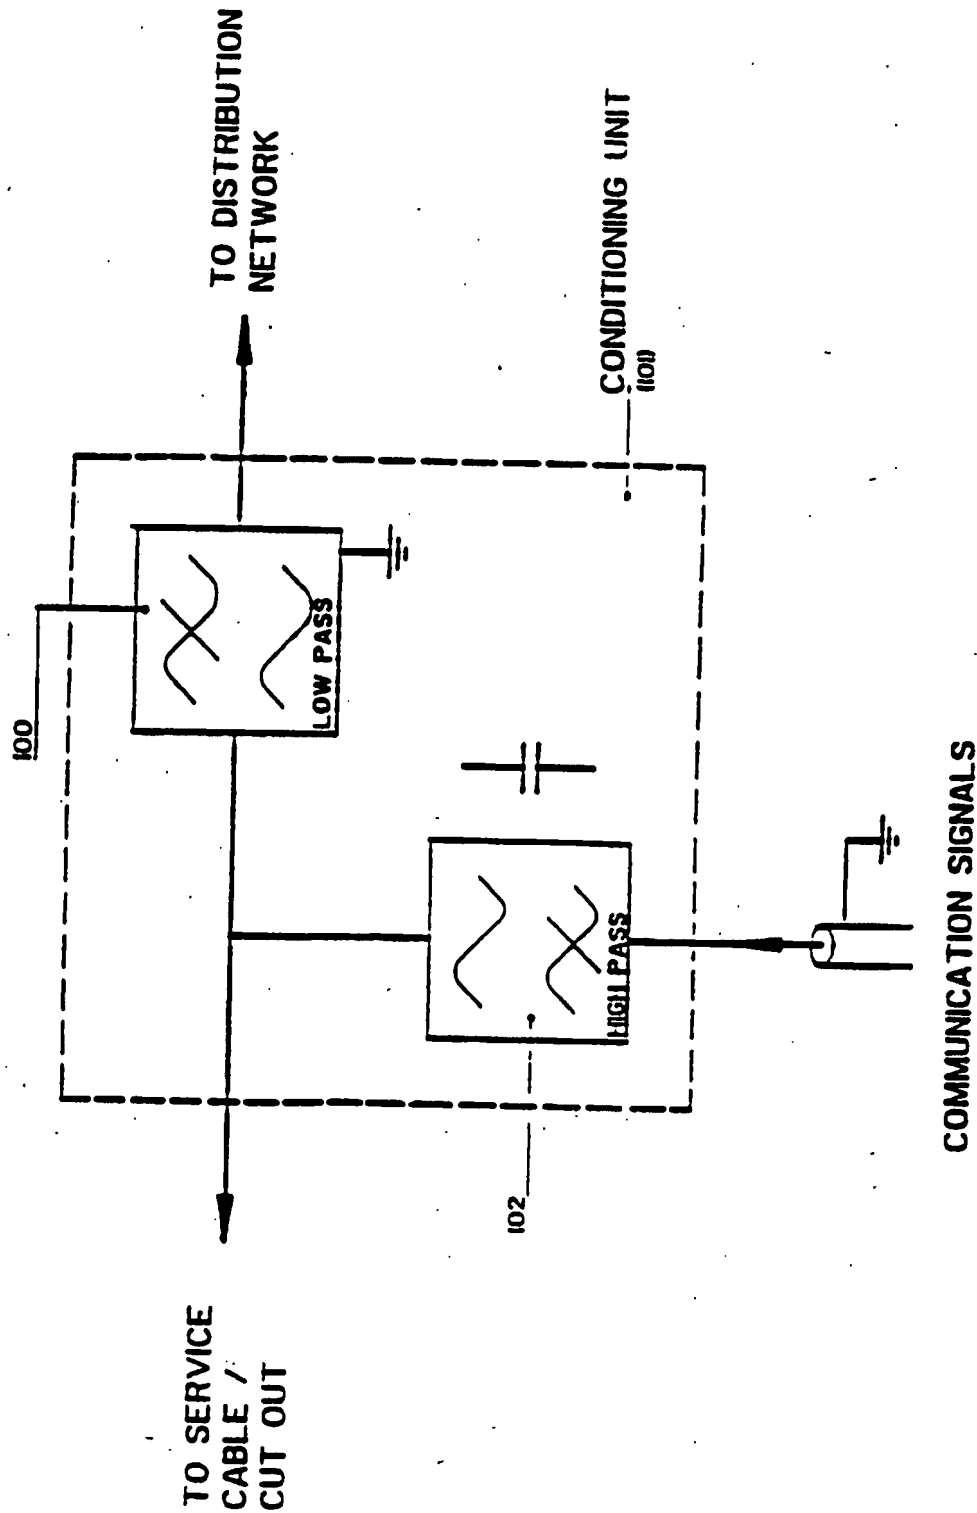 100
TO DISTRIBUTION
NETWORK
LOW PASS
TO SERVICE
CABLE /
CUT OUT
HIGH PASS
102
CONDITIONING UNIT
COMMUNICATION SIGNALS